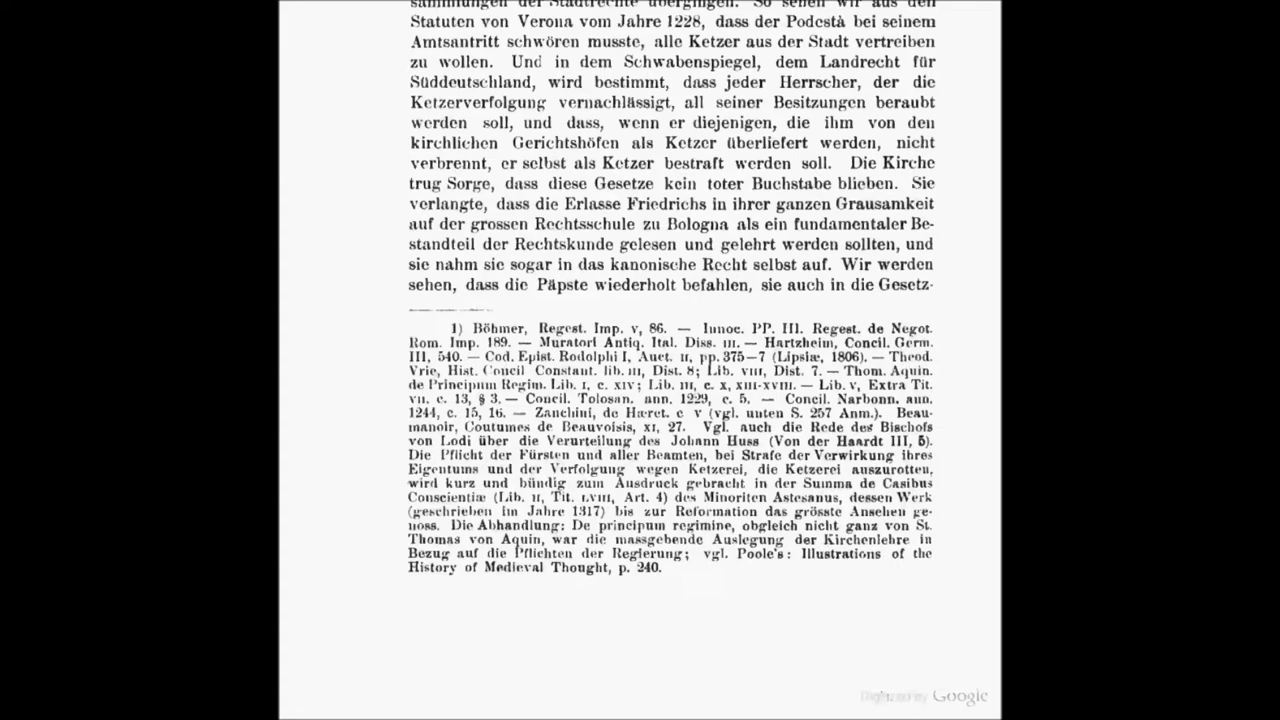 sammlungen der Stadtrechte übergingen. So sehen wir aus den
Statuten von Verona vom Jahre 1228, dass der Podestà bei seinem
Amtsantritt schwören musste, alle Ketzer aus der Stadt vertreiben
zu wollen. Und in dem Schwabenspiegel, dem Landrecht für
Süddeutschland, wird bestimmt, dass jeder Herrscher, der die
Ketzerverfolgung vernachlässigt, all seiner Besitzungen beraubt
werden soll, und dass, wenn er diejenigen, die ihm von den
kirchlichen Gerichtshöfen als Ketzer überliefert werden, nicht
verbrennt, er selbst als Ketzer bestraft werden soll. Die Kirche
trug Sorge, dass diese Gesetze kein toter Buchstabe blieben. Sie
verlangte, dass die Erlasse Friedrichs in ihrer ganzen Grausamkeit
auf der grossen Rechtsschule zu Bologna als ein fundamentaler Be-
standteil der Rechtskunde gelesen und gelehrt werden sollten, und
sie nahm sie sogar in das kanonische Recht selbst auf. Wir werden
sehen, dass die Päpste wiederholt befahlen, sie auch in die Gesetz-
1) Böhmer, Regest. Imp. v, 86. — Innoc. PP. III. Regest. de Negot.
Rom. Imp. 189. — Muratori Antiq. Ital. Diss. III. — Hartzheim, Concil. Germ.
III, 540. — Cod. Epist. Rodolphi I, Auct. II, pp. 375—7 (Lipsiæ, 1806). — Theod.
Vrie, Hist. Concil Constant. lib. III, Dist. 8; Lib. VIII, Dist. 7. — Thom. Aquin.
de Principum Regim. Lib. I, c. XIV; Lib. III, c. X, XIII-XVIII. — Lib. V, Extra Tit.
VII. c. 13, § 3. — Concil. Tolosan. ann. 1229, c. 5. — Concil. Narbonn. ann.
1244, c. 15, 16. — Zanchini, de Hæret. c V (vgl. unten S. 257 Anm.). Beau-
manoir, Coutumes de Beauvoisis, XI, 27. Vgl. auch die Rede des Bischofs
von Lodi über die Verurteilung des Johann Huss (Von der Haardt III, 5).
Die Pflicht der Fürsten und aller Beamten, bei Strafe der Verwirkung ihres
Eigentums und der Verfolgung wegen Ketzerei, die Ketzerei auszurotten,
wird kurz und bündig zum Ausdruck gebracht in der Summa de Casibus
Conscientiæ (Lib. II, Tit. LVIII, Art. 4) des Minoriten Astesanus, dessen Werk
(geschrieben im Jahre 1317) bis zur Reformation das grösste Ansehen ge-
noss. Die Abhandlung: De principum regimine, obgleich nicht ganz von St.
Thomas von Aquin, war die massgebende Auslegung der Kirchenlehre in
Bezug auf die Pflichten der Regierung; vgl. Poole's: Illustrations of the
History of Medieval Thought, p. 240.
Digitized by Google